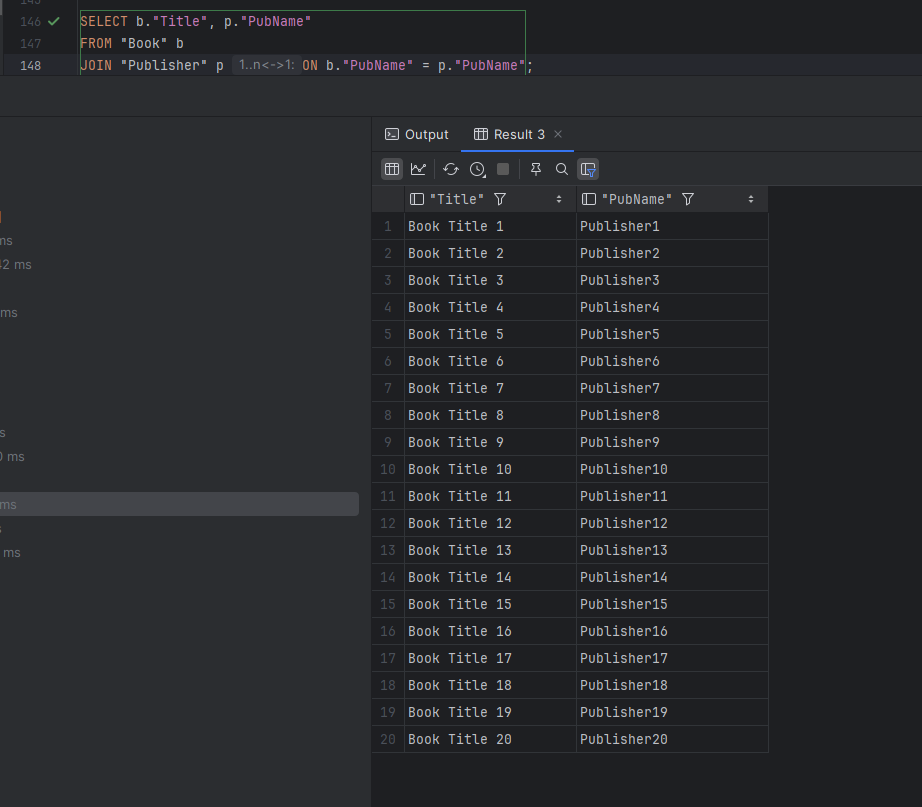 145
146 SELECT b."Title", p."PubName"
147 FROM "Book" b
148 JOIN "Publisher" p 1..n<->1: ON b."PubName" = p."PubName";
Output Result 3
ms
42 ms
ms
s
0 ms
ms
s
ms
"Title" "PubName"
1 Book Title 1 Publisher1
2 Book Title 2 Publisher2
3 Book Title 3 Publisher3
4 Book Title 4 Publisher4
5 Book Title 5 Publisher5
6 Book Title 6 Publisher6
7 Book Title 7 Publisher7
8 Book Title 8 Publisher8
9 Book Title 9 Publisher9
10 Book Title 10 Publisher10
11 Book Title 11 Publisher11
12 Book Title 12 Publisher12
13 Book Title 13 Publisher13
14 Book Title 14 Publisher14
15 Book Title 15 Publisher15
16 Book Title 16 Publisher16
17 Book Title 17 Publisher17
18 Book Title 18 Publisher18
19 Book Title 19 Publisher19
20 Book Title 20 Publisher20